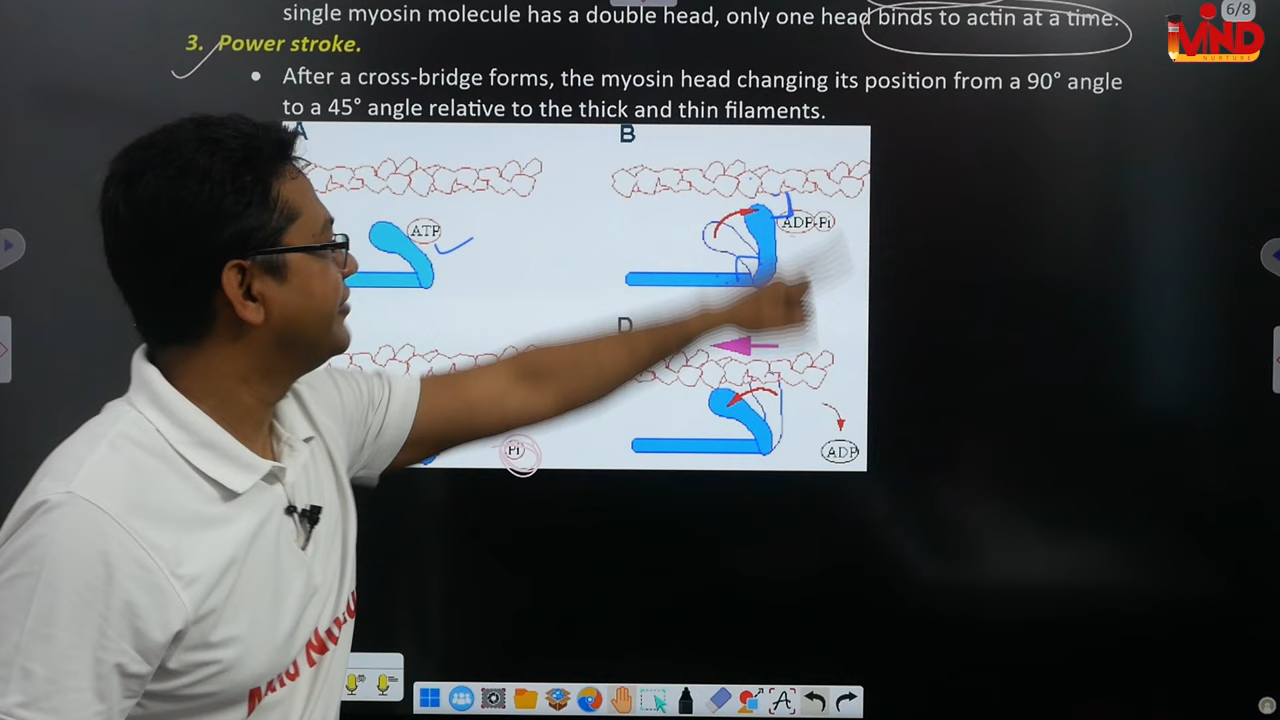 single myosin molecule has a double head, only one head binds to actin at a time.
6/8
MIND
NURTURE
3. Power stroke.
• After a cross-bridge forms, the myosin head changing its position from a 90° angle
to a 45° angle relative to the thick and thin filaments.
A
B
ATP
ADP·Pi
D
Pi
ADP
A